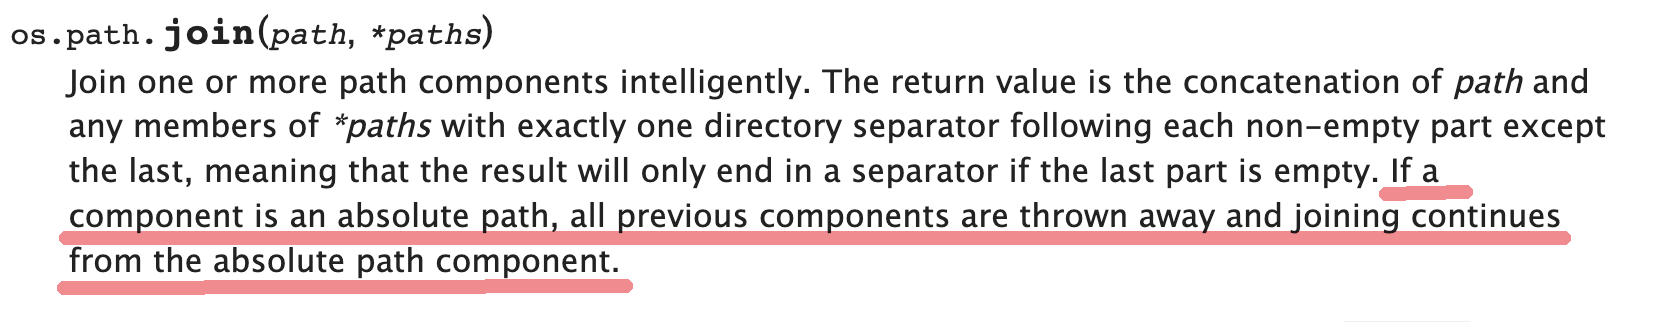 os.path.join(path, *paths)
Join one or more path components intelligently. The return value is the concatenation of path and
any members of *paths with exactly one directory separator following each non-empty part except
the last, meaning that the result will only end in a separator if the last part is empty. If a
component is an absolute path, all previous components are thrown away and joining continues
from the absolute path component.